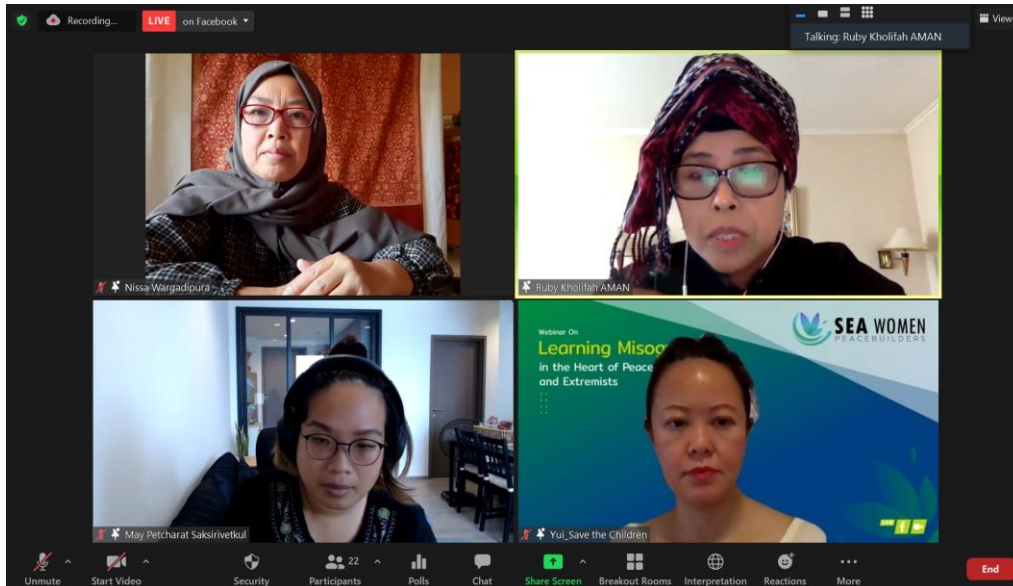 Recording...
LIVE on Facebook
Talking: Ruby Kholifah AMAN
View
Nissa Wargadipura
Ruby Kholifah AMAN
Webinar On
Learning Misog
in the Heart of Peace
and Extremists
SEA WOMEN
PEACEBUILDERS
LIVE
May Petcharat Saksirivetkul
Yui_Save the Children
22
Unmute
Start Video
Security
Participants
Polls
Chat
Share Screen
Breakout Rooms
Interpretation
Reactions
More
End